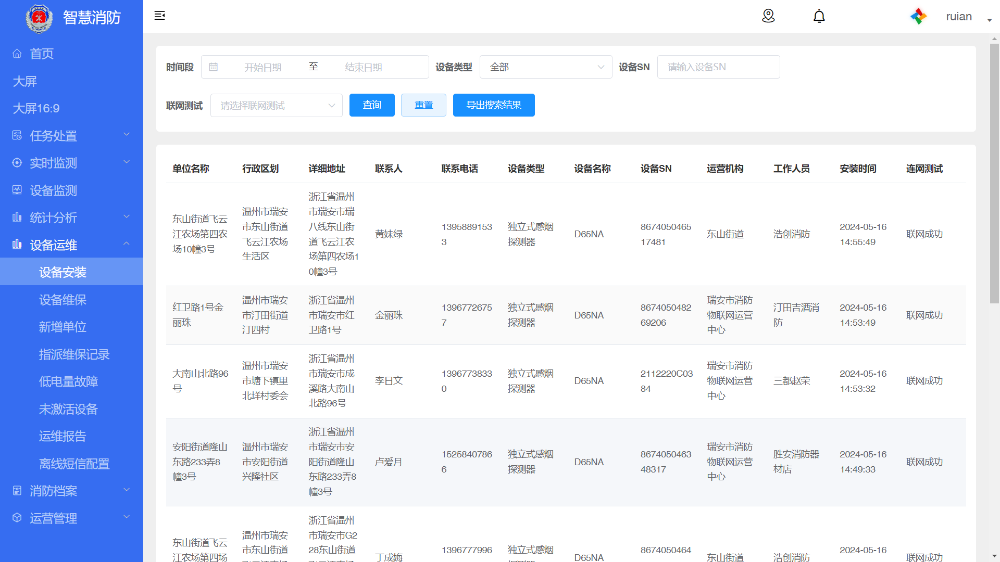 智慧消防
ruian
首页
大屏
大屏16:9
任务处置
实时监测
设备监测
统计分析
设备运维
设备安装
设备维保
新增单位
指派维保记录
低电量故障
未激活设备
运维报告
离线短信配置
消防档案
运营管理
时间段 开始日期 至 结束日期 设备类型 全部 设备SN 请输入设备SN
联网测试 请选择联网测试 查询 重置 导出搜索结果
单位名称 行政区划 详细地址 联系人 联系电话 设备类型 设备名称 设备SN 运营机构 工作人员 安装时间 连网测试
东山街道飞云
江农场第四农
场10幢3号
温州市瑞安
市东山街道
飞云江农场
生活区
浙江省温州
市瑞安市瑞
八线东山街
道飞云江农
场第四农场1
0幢3号
黄妹绿
1395889153
3
独立式感烟
探测器
D65NA
8674050465
17481
东山街道
浩创消防
2024-05-16
14:55:49
联网成功
红卫路1号金
丽珠
温州市瑞安
市汀田街道
汀四村
浙江省温州
市瑞安市红
卫路1号
金丽珠
1396772675
7
独立式感烟
探测器
D65NA
8674050482
69206
瑞安市消防
物联网运营
中心
汀田吉酒消
防
2024-05-16
14:53:49
联网成功
大南山北路96
号
温州市瑞安
市塘下镇里
北垟村委会
浙江省温州
市瑞安市成
溪路大南山
北路96号
李日文
1396773833
0
独立式感烟
探测器
D65NA
2112220C03
84
瑞安市消防
物联网运营
中心
三都赵荣
2024-05-16
14:53:32
联网成功
安阳街道隆山
东路233弄8
幢3号
温州市瑞安
市安阳街道
兴隆社区
浙江省温州
市瑞安市安
阳街道隆山
东路233弄8
幢3号
卢爱月
1525840786
6
独立式感烟
探测器
D65NA
8674050463
48317
瑞安市消防
物联网运营
中心
胜安消防器
材店
2024-05-16
14:49:33
联网成功
东山街道飞云
江农场第四场
温州市瑞安
市东山街道
浙江省温州
市瑞安市G2
28东山街道
丁成姆
1396777996
独立式感烟
D65NA
8674050464
东山街道
浩创消防
2024-05-16
联网成功